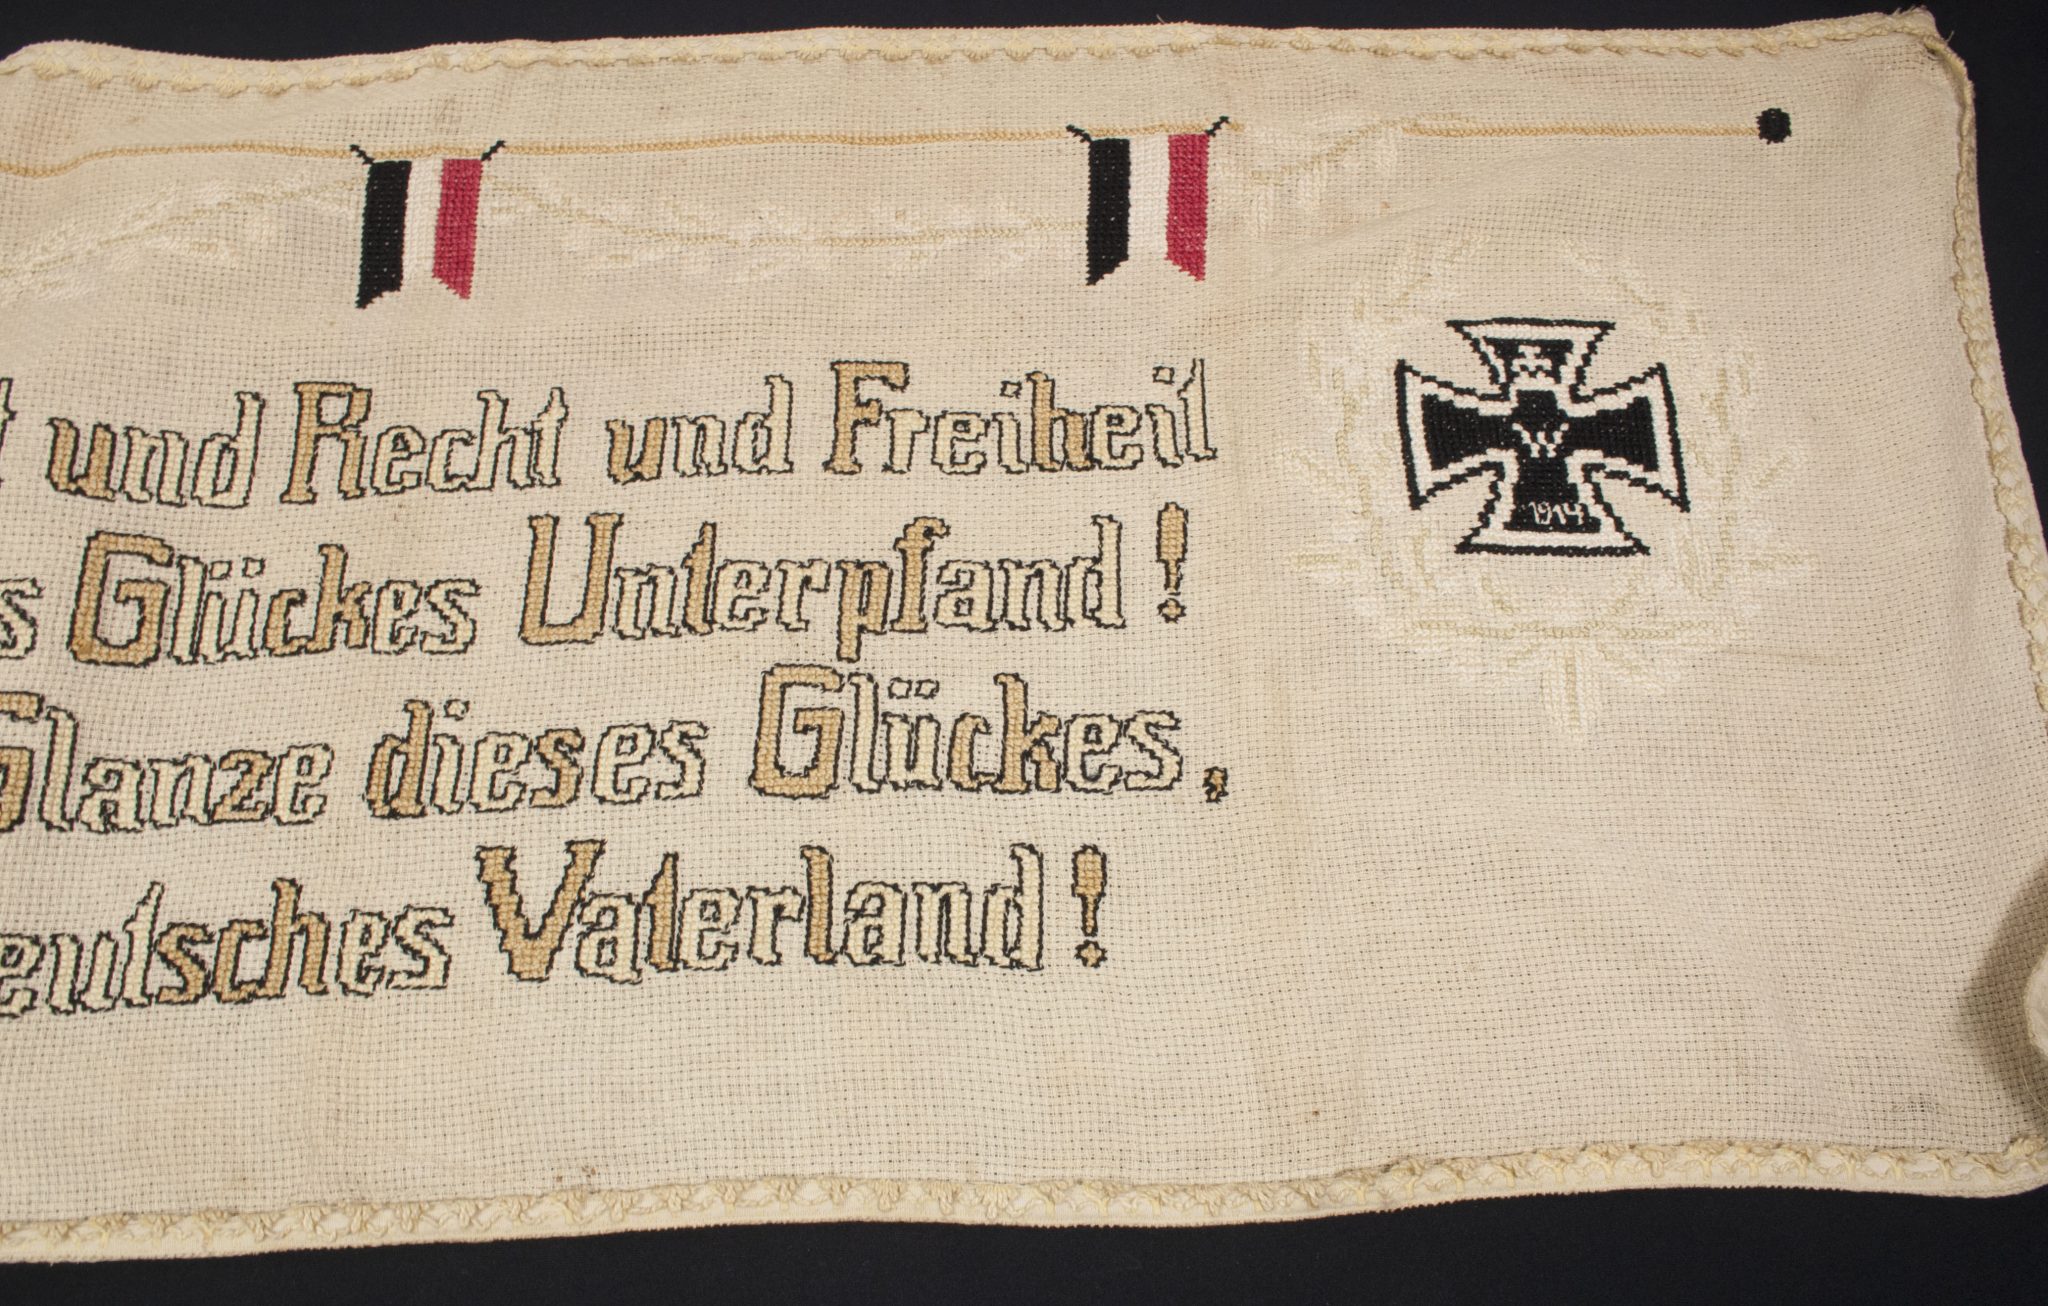 und Recht und Freiheit
Glückes Unterpfand!
Glanze dieses Glückes,
eutsches Vaterland!
W
1914